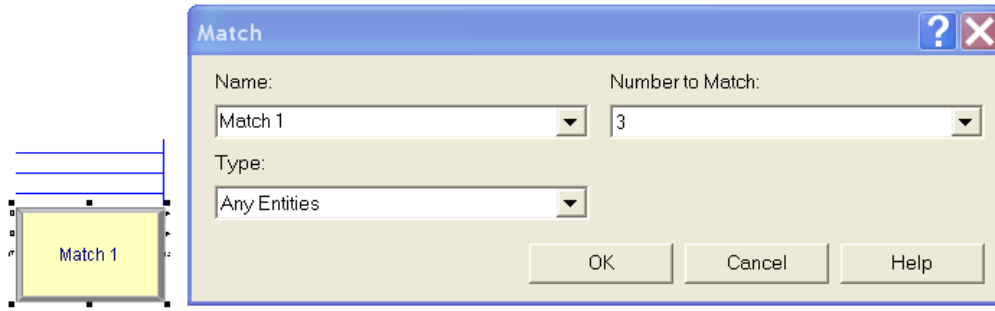 Match
?
Name:
Number to Match:
Match 1
3
Type:
Any Entities
Match 1
OK
Cancel
Help